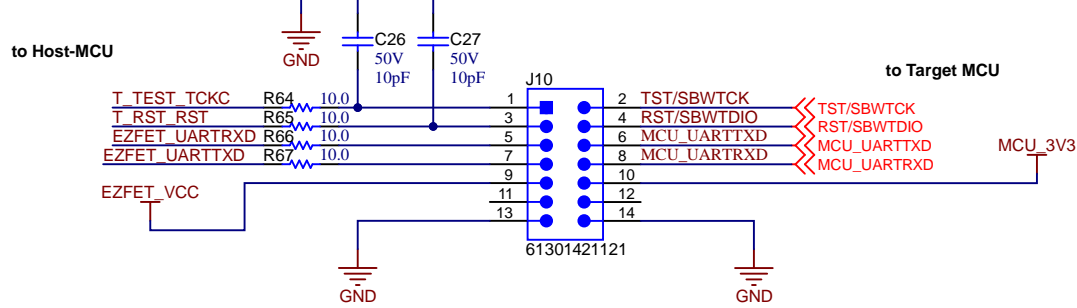 to Host-MCU
to Target MCU
GND
C26
50V
10pF
C27
50V
10pF
J10
T_TEST_TCKC R64 10.0 1 2 TST/SBWTCK TST/SBWTCK
T_RST_RST R65 10.0 3 4 RST/SBWTDIO RST/SBWTDIO
EZFET_UARTRXD R66 10.0 5 6 MCU_UARTTXD MCU_UARTTXD
EZFET_UARTTXD R67 10.0 7 8 MCU_UARTRXD MCU_UARTRXD
MCU_3V3
EZFET_VCC 9 10
11 12
13 14
61301421121
GND
GND